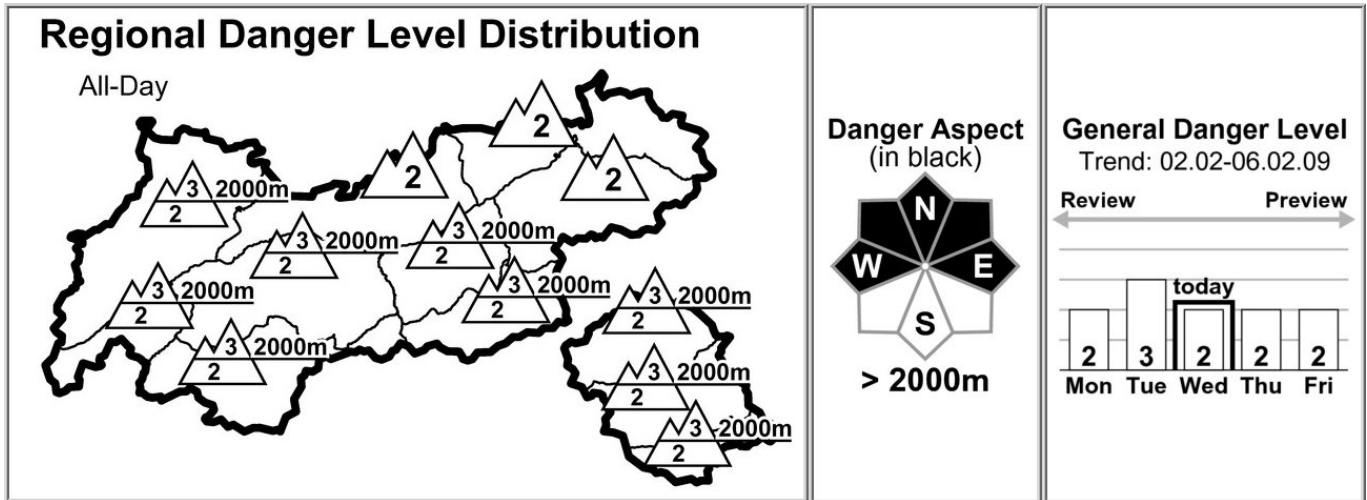 Regional Danger Level Distribution
All-Day
2
2
2
3 2000m
2
3 2000m
2
3 2000m
2
3 2000m
2
3 2000m
2
3 2000m
2
3 2000m
2
3 2000m
2
3 2000m
2
Danger Aspect
(in black)
N
W E
S
> 2000m
General Danger Level
Trend: 02.02-06.02.09
Review Preview
today
2 3 2 2 2
Mon Tue Wed Thu Fri